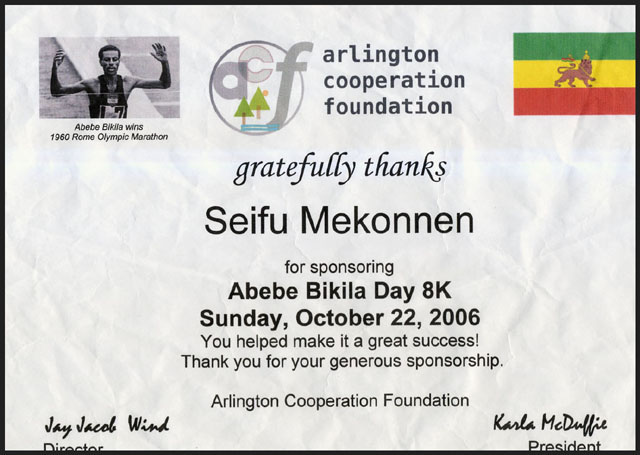 Abebe Bikila wins
1960 Rome Olympic Marathon
acf
arlington
cooperation
foundation
gratefully thanks
Seifu Mekonnen
for sponsoring
Abebe Bikila Day 8K
Sunday, October 22, 2006
You helped make it a great success!
Thank you for your generous sponsorship.
Arlington Cooperation Foundation
Jay Jacob Wind
Director
Karla McDuffie
President